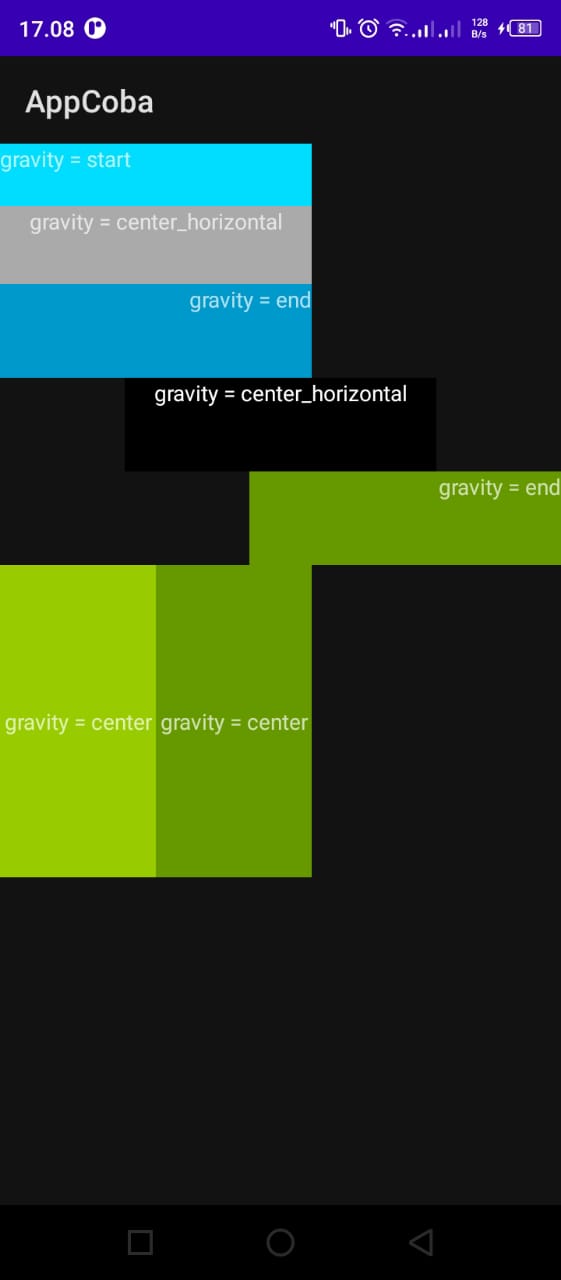 17.08
128
B/s
81
AppCoba
gravity = start
gravity = center_horizontal
gravity = end
gravity = center_horizontal
gravity = end
gravity = center gravity = center